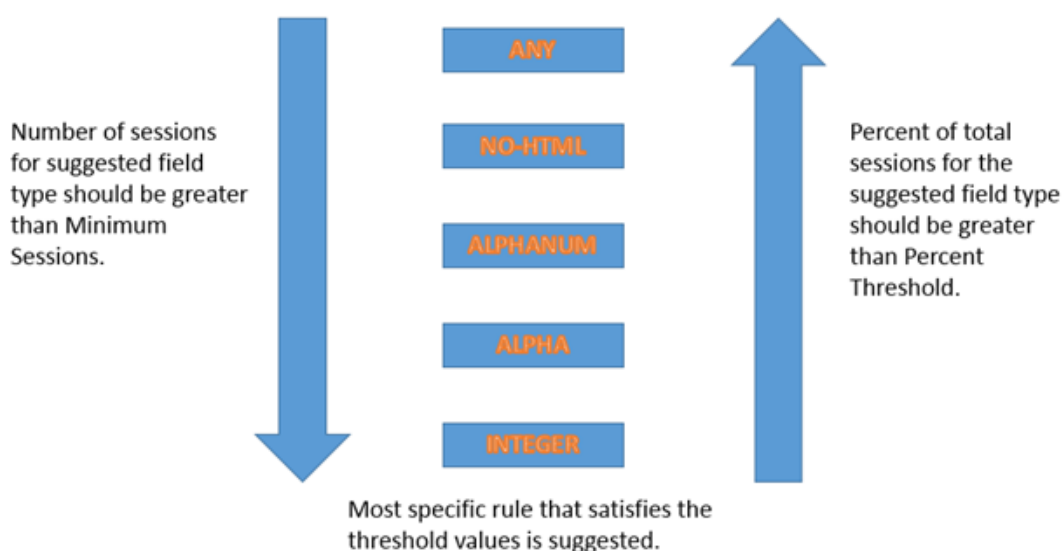 ANY
Number of sessions
for suggested field
type should be greater
than Minimum
Sessions.
NO-HTML
ALPHANUM
ALPHA
INTEGER
Percent of total
sessions for the
suggested field type
should be greater
than Percent
Threshold.
Most specific rule that satisfies the
threshold values is suggested.